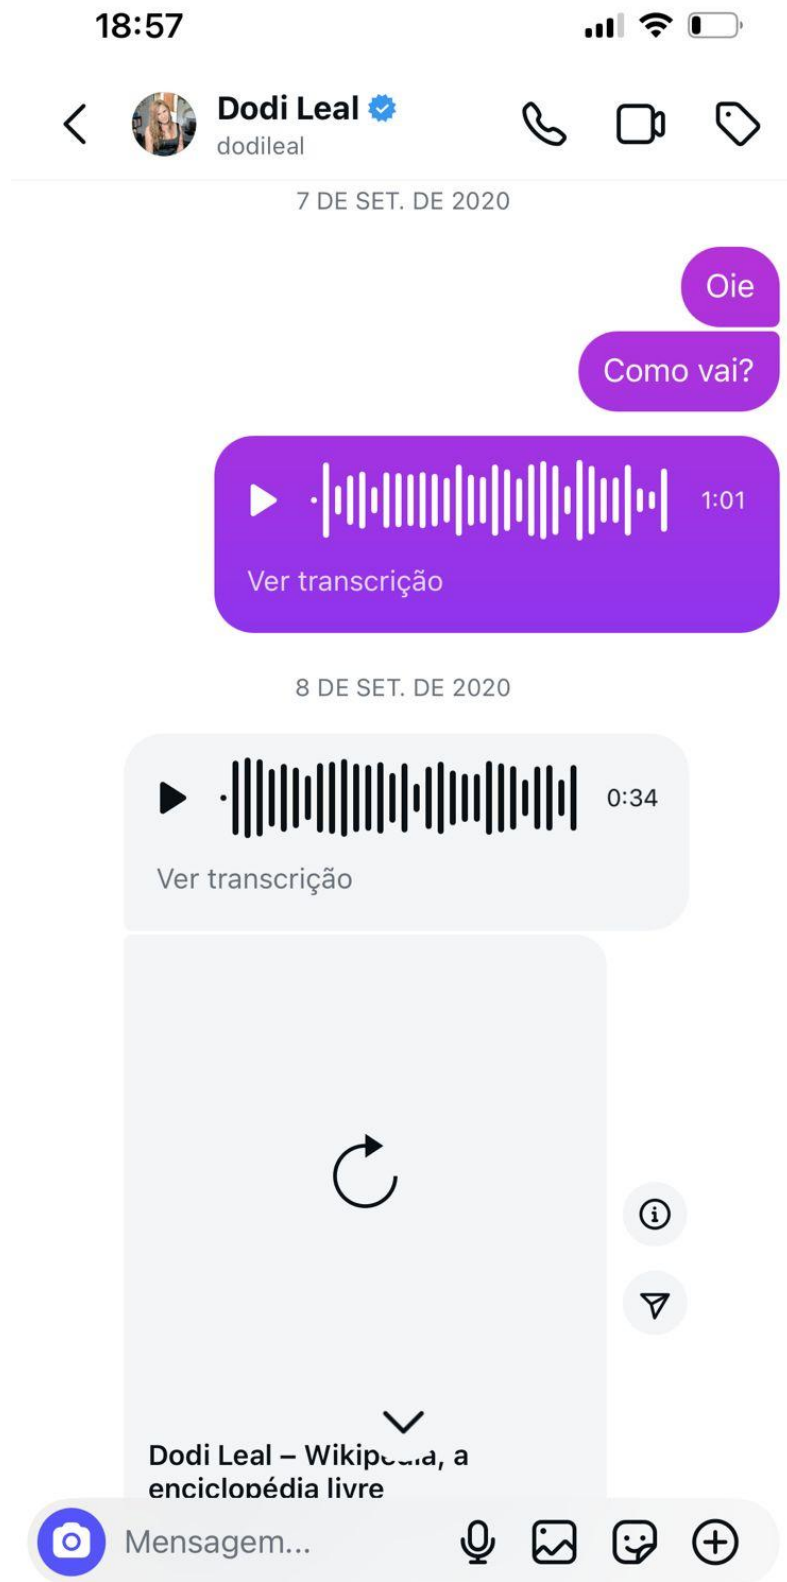 18:57
Dodi Leal
dodileal
7 DE SET. DE 2020
Oie
Como vai?
1:01
Ver transcrição
8 DE SET. DE 2020
0:34
Ver transcrição
Dodi Leal – Wikipédia, a
enciclopédia livre
Mensagem...